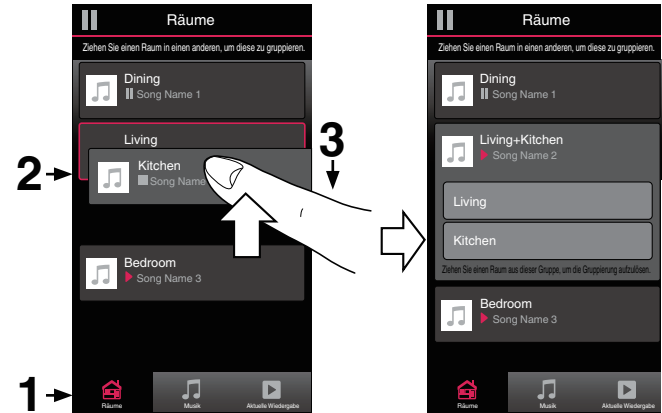 Räume
Ziehen Sie einen Raum in einen anderen, um diese zu gruppieren.
Dining
Song Name 1
Living
Kitchen
Song Name
Bedroom
Song Name 3
Räume
Musik
Aktuelle Wiedergabe
1
2
3
Räume
Ziehen Sie einen Raum in einen anderen, um diese zu gruppieren.
Dining
Song Name 1
Living+Kitchen
Song Name 2
Living
Kitchen
Ziehen Sie einen Raum aus dieser Gruppe, um die Gruppierung aufzulösen.
Bedroom
Song Name 3
Räume
Musik
Aktuelle Wiedergabe